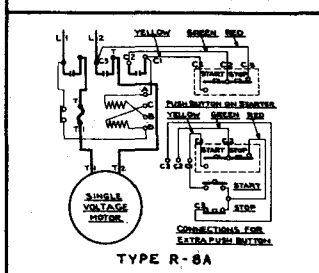 YELLOW GREEN RED
L1 L2
T C3 C2 C1
C1 C2 C3
START STOP
A
C
B
PUSH BUTTON ON STARTER
YELLOW GREEN RED
START STOP
T
T
C3 C2 C1
START
C3 STOP
T1 T2
SINGLE
VOLTAGE
MOTOR
CONNECTIONS FOR
EXTRA PUSH BUTTON
TYPE R-8A